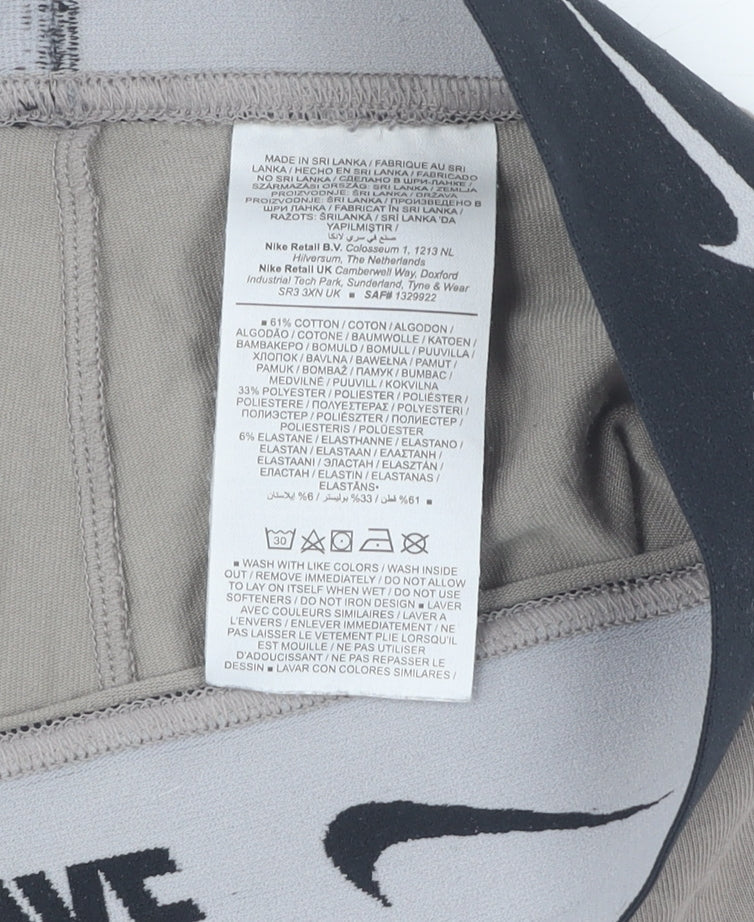 MADE IN SRI LANKA / FABRIQUE AU SRI
LANKA / HECHO EN SRI LANKA / FABRICADO
NO SRI LANKA / СДЕЛАНО В ШРИ-ЛАНКЕ /
SZÁRMAZÁSI ORSZÁG: SRI LANKA / ZEMLJA
PROIZVODNJE: ŠRI LANKA / DRŽAVA
PROIZVODNJE: ŠRI LANKA / ПРОИЗВЕДЕНО В
ШРИ ЛАНКА / FABRICAT ÎN SRI LANKA /
RAŽOTS: ŠRILANKĀ / SRİ LANKA 'DA
YAPILMIŞTIR /
صنع في سري لانكا
Nike Retail B.V. Colosseum 1, 1213 NL
Hilversum, The Netherlands
Nike Retail UK Camberwell Way, Doxford
Industrial Tech Park, Sunderland, Tyne & Wear
SR3 3XN UK ■ SAF# 1329922
■ 61% COTTON / COTON / ALGODON /
ALGODÃO / COTONE / BAUMWOLLE / KATOEN /
ΒΑΜΒΑΚΕΡΟ / BOMULD / BOMULL / PUUVILLA /
ХЛОПОК / BAVLNA / BAWEŁNA / PAMUT /
PAMUK / BOMBAŽ / ПАМУК / BUMBAC /
MEDVILNĖ / PUUVILL / KOKVILNA
33% POLYESTER / POLIESTER / POLIÉSTER /
POLIESTERE / ΠΟΛΥΕΣΤΕΡΑΣ / POLYESTERI /
ПОЛИЭСТЕР / POLIÉSZTER / ПОЛИЕСТЕР /
POLIESTERIS / POLÜESTER
6% ELASTANE / ELASTHANNE / ELASTANO /
ELASTAN / ELASTAAN / ΕΛΑΣΤΑΝΗ /
ELASTAANI / ЭЛАСТАН / ELASZTÁN /
ЕЛАСТАН / ELASTIN / ELASTANAS /
ELASTĀNS•
61% قطن / 33% بوليستر / 6% إيلاستان ■
30
■ WASH WITH LIKE COLORS / WASH INSIDE
OUT / REMOVE IMMEDIATELY / DO NOT ALLOW
TO LAY ON ITSELF WHEN WET / DO NOT USE
SOFTENERS / DO NOT IRON DESIGN ■ LAVER
AVEC COULEURS SIMILAIRES / LAVER A
L'ENVERS / ENLEVER IMMEDIATEMENT / NE
PAS LAISSER LE VETEMENT PLIE LORSQU'IL
EST MOUILLE / NE PAS UTILISER
D'ADOUCISSANT / NE PAS REPASSER LE
DESSIN ■ LAVAR CON COLORES SIMILARES /